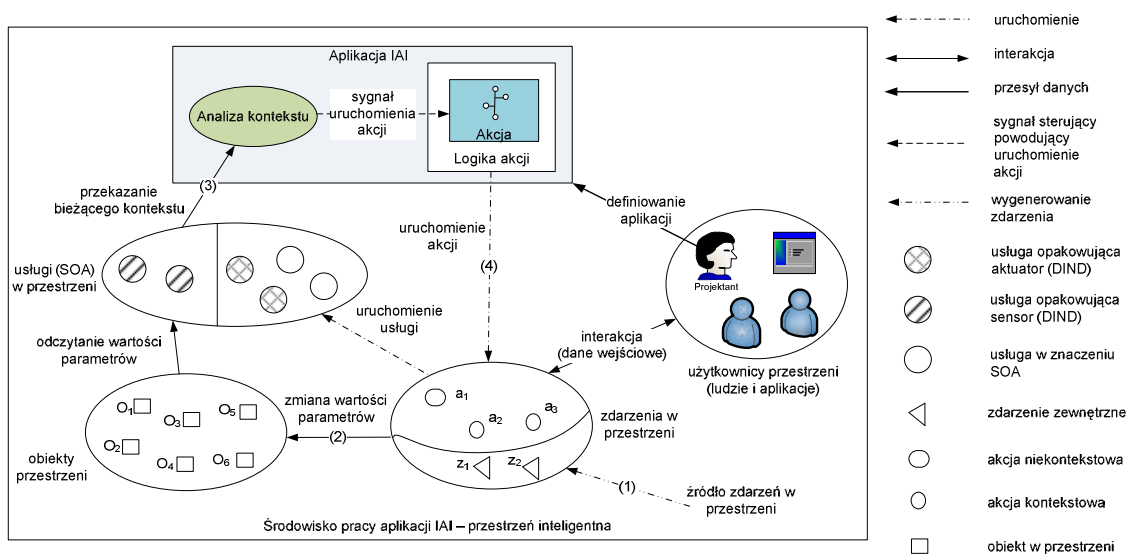 Aplikacja IAI
Analiza kontekstu
sygnał
uruchomienia
akcji
Akcja
Logika akcji
(3)
przekazanie
bieżącego kontekstu
uruchomienie
akcji
(4)
definiowanie
aplikacji
Projektant
usługi (SOA)
w przestrzeni
uruchomienie
usługi
interakcja
(dane wejściowe)
użytkownicy przestrzeni
(ludzie i aplikacje)
odczytanie wartości
parametrów
zmiana wartości
parametrów
(2)
O1
O3
O5
O2
O4
O6
obiekty
przestrzeni
a1
a2
a3
z1
z2
zdarzenia w
przestrzeni
(1)
źródło zdarzeń w
przestrzeni
Środowisko pracy aplikacji IAI – przestrzeń inteligentna
uruchomienie
interakcja
przesył danych
sygnał sterujący
powodujący
uruchomienie
akcji
wygenerowanie
zdarzenia
usługa opakowująca
aktuator (DIND)
usługa opakowująca
sensor (DIND)
usługa w znaczeniu
SOA
zdarzenie zewnętrzne
akcja niekontekstowa
akcja kontekstowa
obiekt w przestrzeni